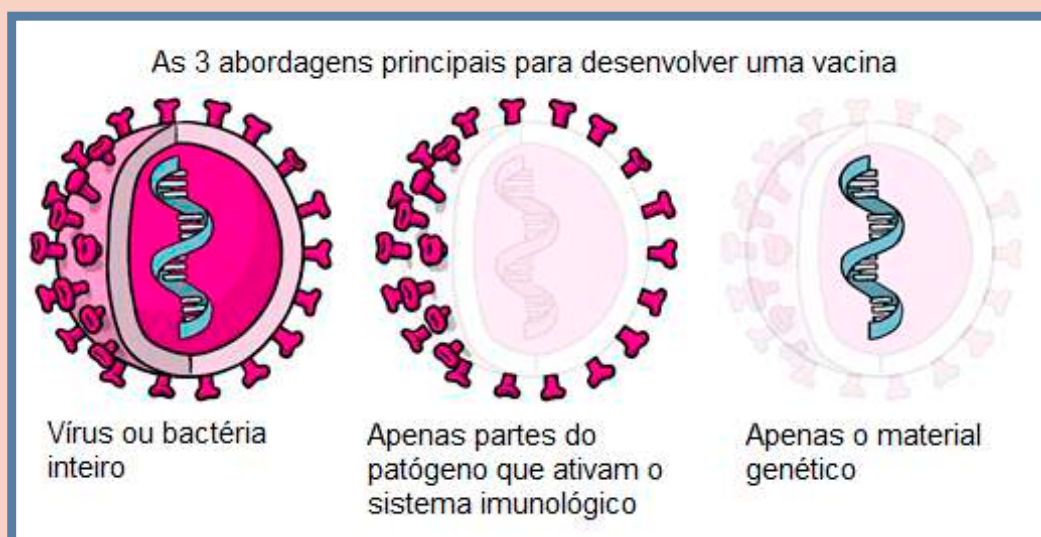 As 3 abordagens principais para desenvolver uma vacina
Vírus ou bactéria
inteiro
Apenas partes do
patógeno que ativam o
sistema imunológico
Apenas o material
genético